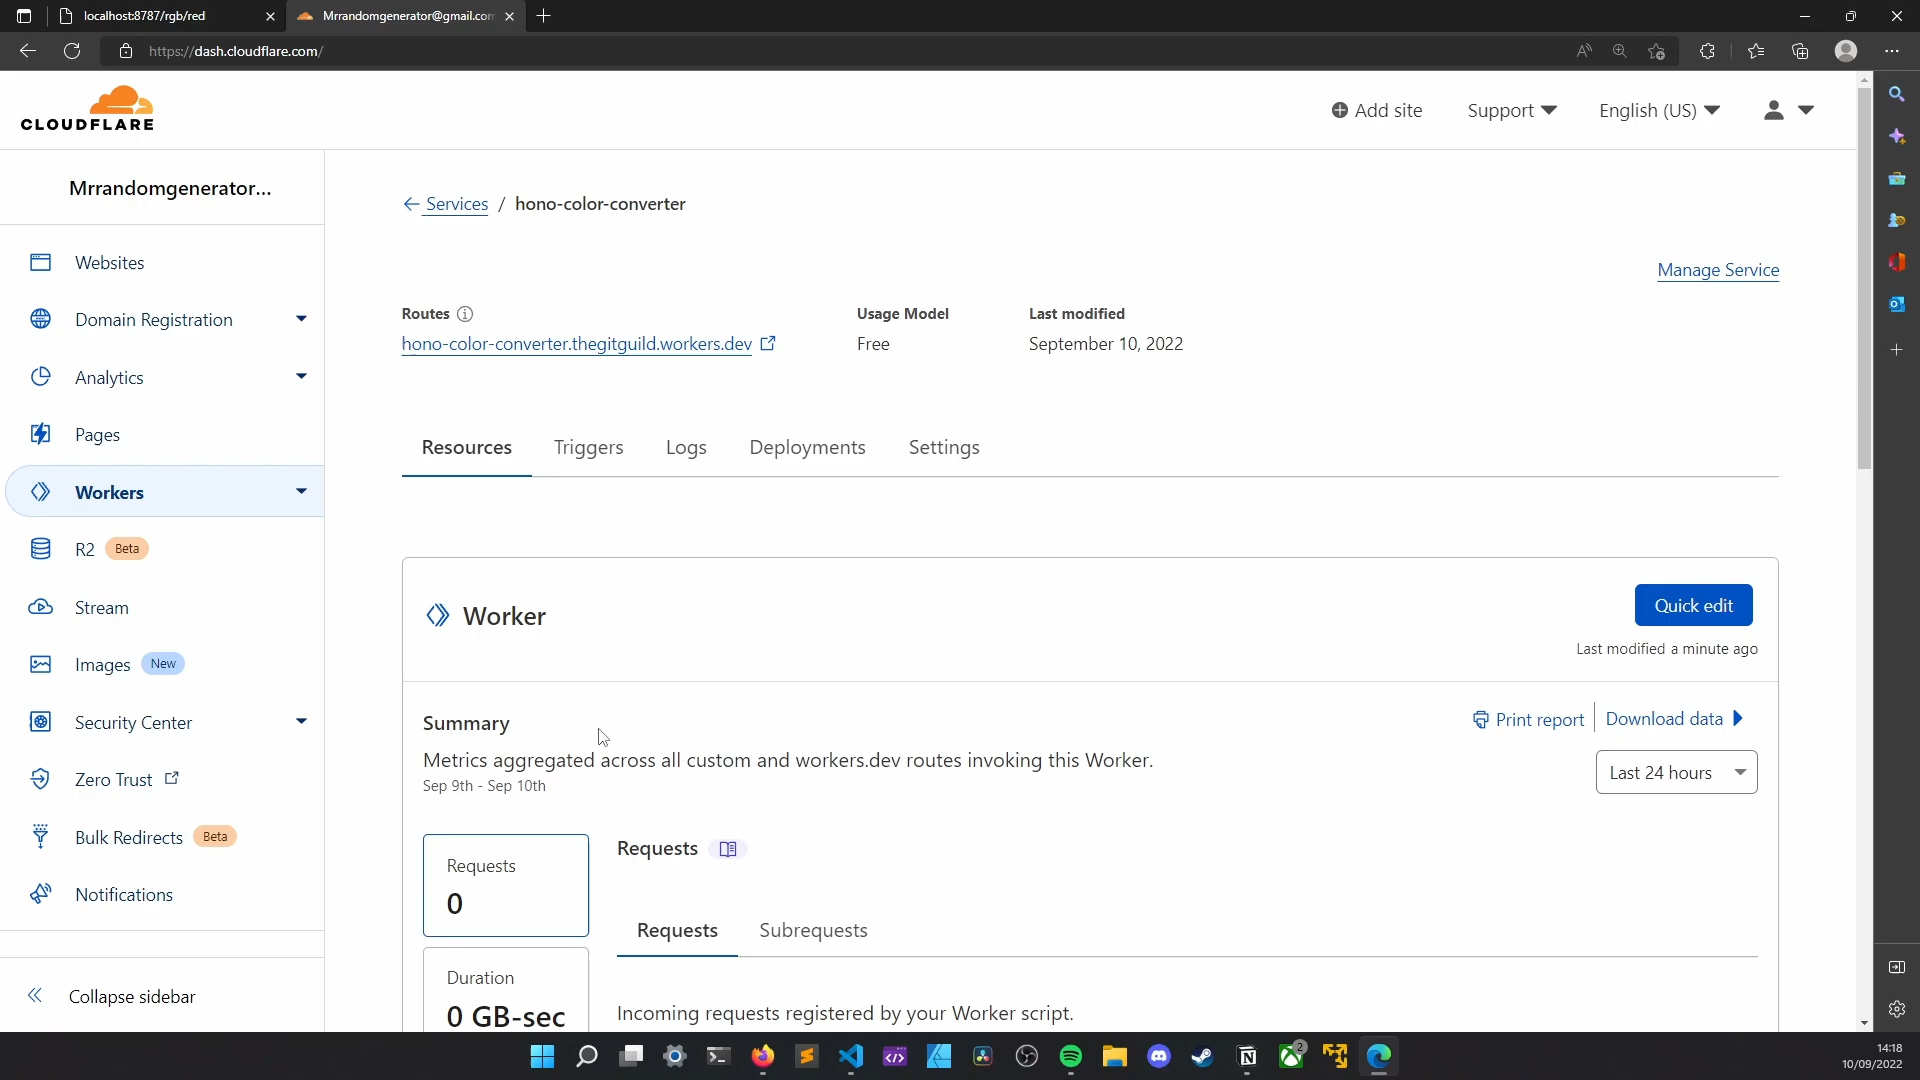 localhost:8787/rgb/red
Mrrandomgenerator@gmail.con
https://dash.cloudflare.com/
CLOUDFLARE
Add site
Support
English (US)
Mrrandomgenerator...
Websites
Domain Registration
Analytics
Pages
Workers
R2 Beta
Stream
Images New
Security Center
Zero Trust
Bulk Redirects Beta
Notifications
Collapse sidebar
Services / hono-color-converter
Manage Service
Routes
hono-color-converter.thegitguild.workers.dev
Usage Model
Free
Last modified
September 10, 2022
Resources Triggers Logs Deployments Settings
Worker
Quick edit
Last modified a minute ago
Summary
Print report
Download data
Metrics aggregated across all custom and workers.dev routes invoking this Worker.
Sep 9th - Sep 10th
Last 24 hours
Requests
0
Duration
0 GB-sec
Requests
Requests Subrequests
Incoming requests registered by your Worker script.
2
14:18
10/09/2022